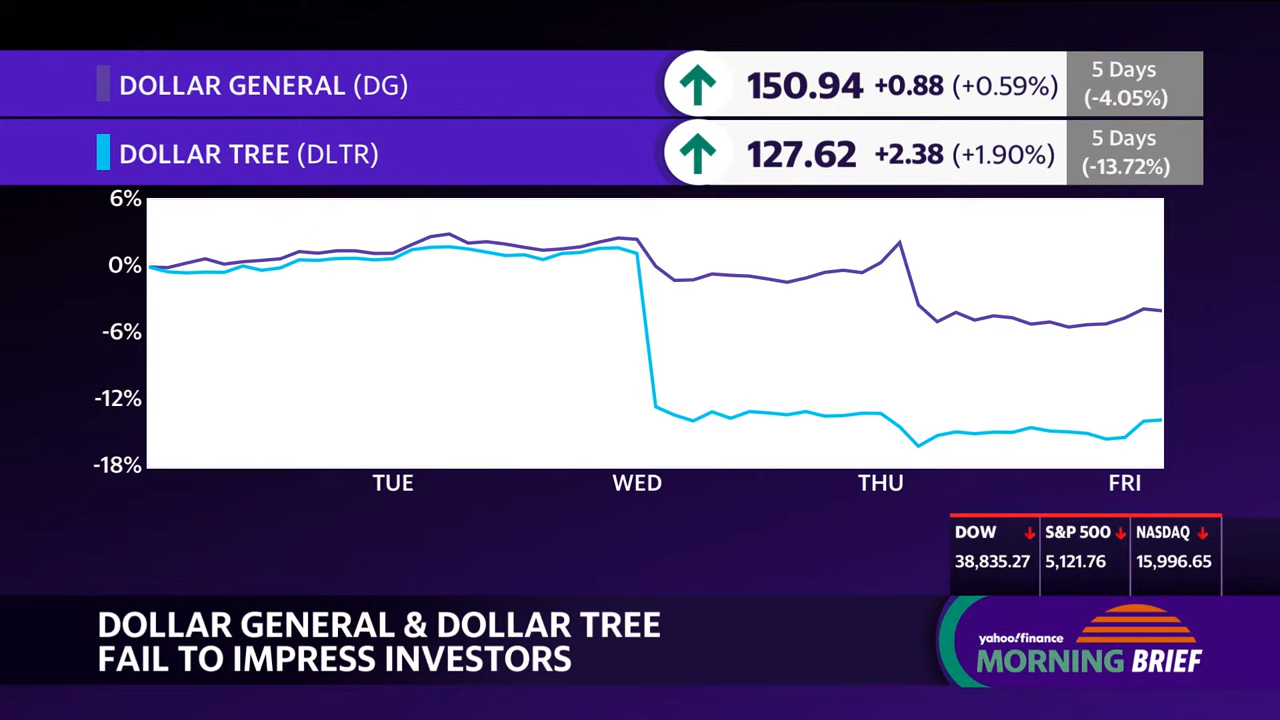 DOLLAR GENERAL (DG)
150.94 +0.88 (+0.59%)
5 Days
(-4.05%)
DOLLAR TREE (DLTR)
127.62 +2.38 (+1.90%)
5 Days
(-13.72%)
6%
0%
-6%
-12%
-18%
TUE WED THU FRI
DOW S&P 500 NASDAQ
38,835.27 5,121.76 15,996.65
DOLLAR GENERAL & DOLLAR TREE
FAIL TO IMPRESS INVESTORS
yahoo!finance
MORNING BRIEF